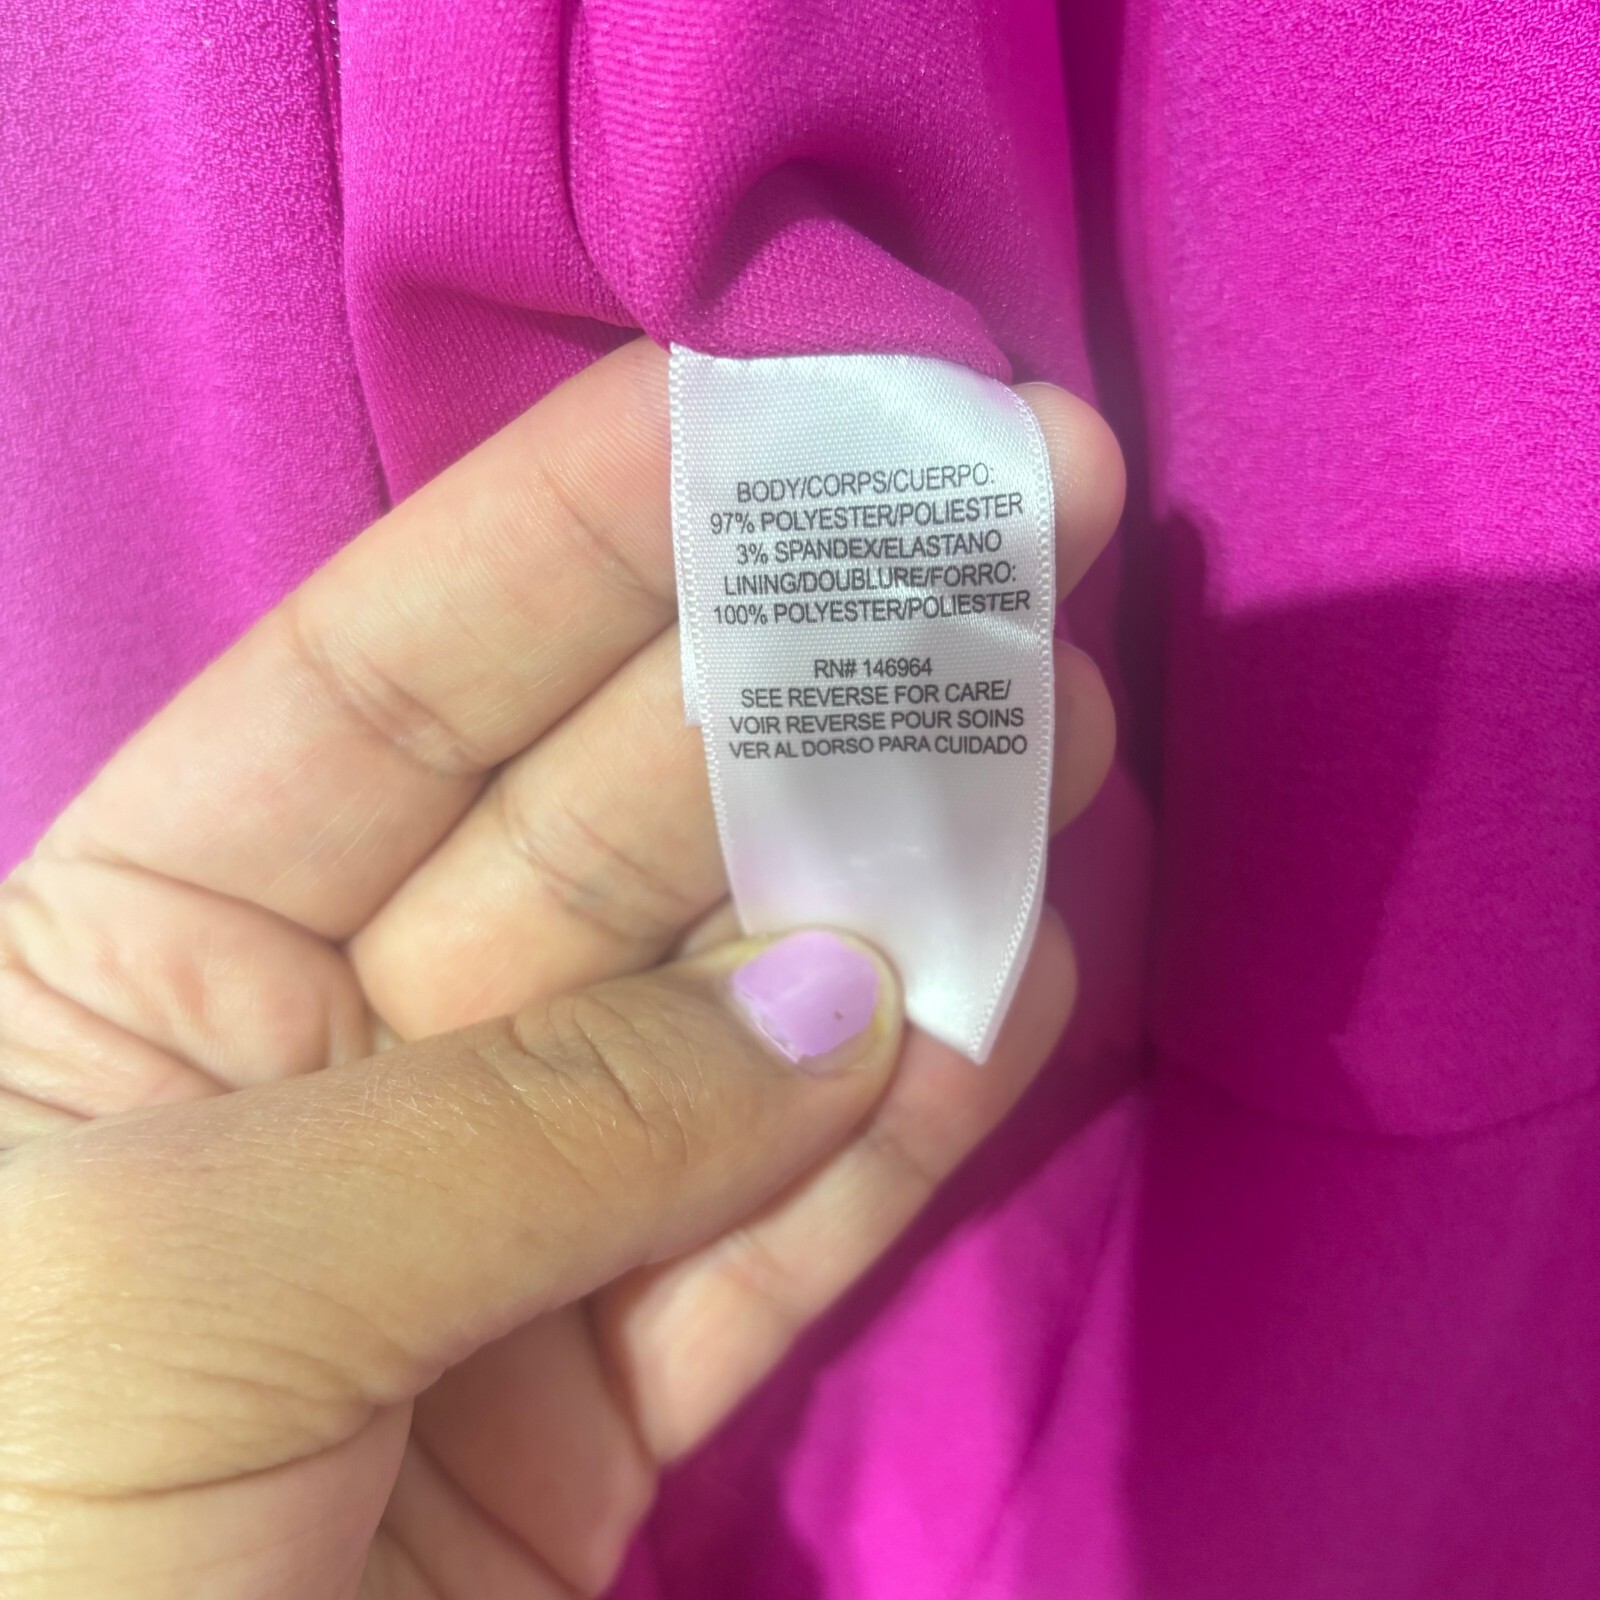 BODY/CORPS/CUERPO:
97% POLYESTER/POLIESTER
3% SPANDEX/ELASTANO
LINING/DOUBLURE/FORRO:
100% POLYESTER/POLIESTER
RN# 146964
SEE REVERSE FOR CARE/
VOIR REVERSE POUR SOINS
VER AL DORSO PARA CUIDADO